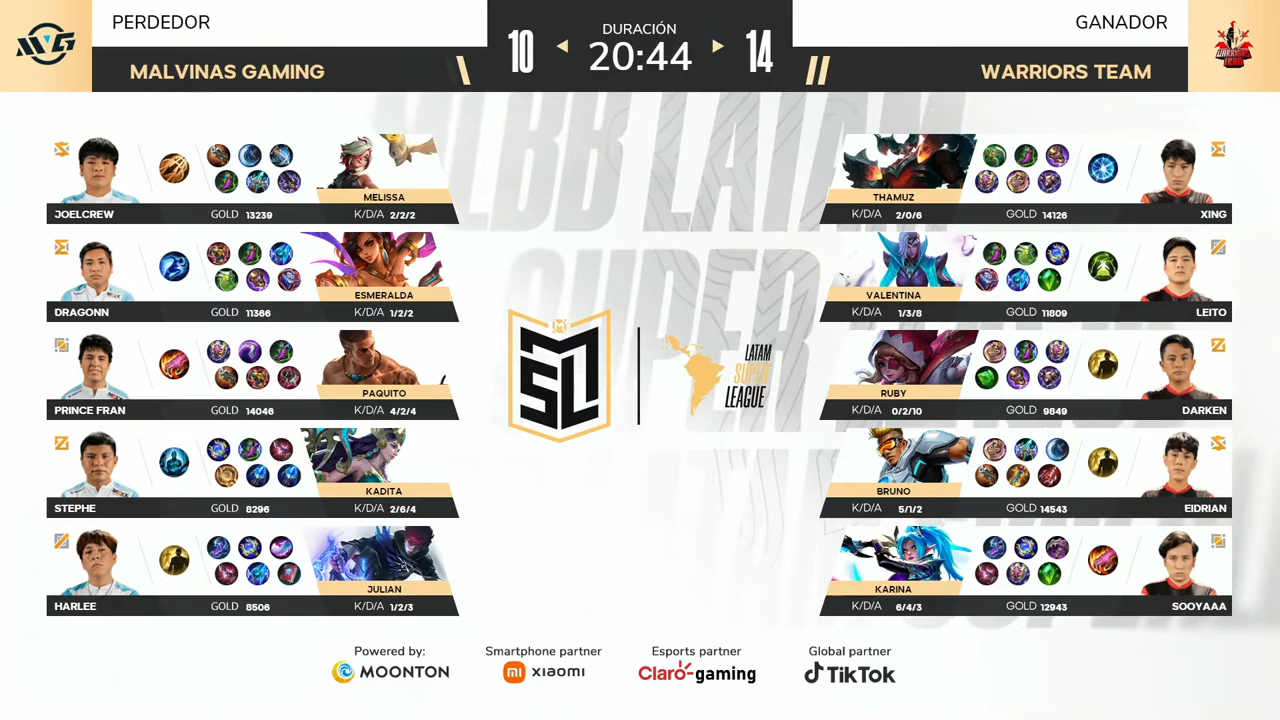 PERDEDOR
MALVINAS GAMING
10
DURACIÓN
20:44
14
GANADOR
WARRIORS TEAM
JOELCREW GOLD 13239 MELISSA K/D/A 2/2/2
DRAGONN GOLD 11366 ESMERALDA K/D/A 1/2/2
PRINCE FRAN GOLD 14046 PAQUITO K/D/A 4/2/4
STEPHE GOLD 8296 KADITA K/D/A 2/6/4
HARLEE GOLD 8506 JULIAN K/D/A 1/2/3
THAMUZ K/D/A 2/0/6 GOLD 14126 XING
VALENTINA K/D/A 1/3/8 GOLD 11809 LEITO
RUBY K/D/A 0/2/10 GOLD 9849 DARKEN
BRUNO K/D/A 5/1/2 GOLD 14543 EIDRIAN
KARINA K/D/A 6/4/3 GOLD 12943 SOOYAAA
MSL
LATAM
SUPER
LEAGUE
Powered by:
MOONTON
Smartphone partner
mi xiaomi
Esports partner
Claro-gaming
Global partner
TikTok